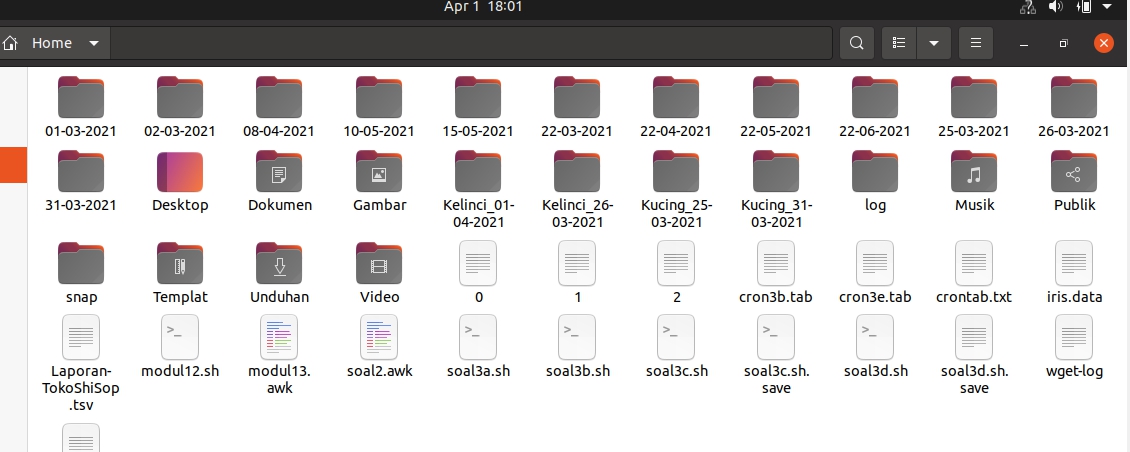 Apr 1 18:01
Home
01-03-2021 02-03-2021 08-04-2021 10-05-2021 15-05-2021 22-03-2021 22-04-2021 22-05-2021 22-06-2021 25-03-2021 26-03-2021
31-03-2021 Desktop Dokumen Gambar Kelinci_01- Kelinci_26- Kucing_25- Kucing_31- log Musik Publik
04-2021 03-2021 03-2021 03-2021
snap Templat Unduhan Video 0 1 2 cron3b.tab cron3e.tab crontab.txt iris.data
Laporan- modul12.sh modul13. soal2.awk soal3a.sh soal3b.sh soal3c.sh soal3c.sh. soal3d.sh soal3d.sh. wget-log
TokoShiSop awk save save
.tsv